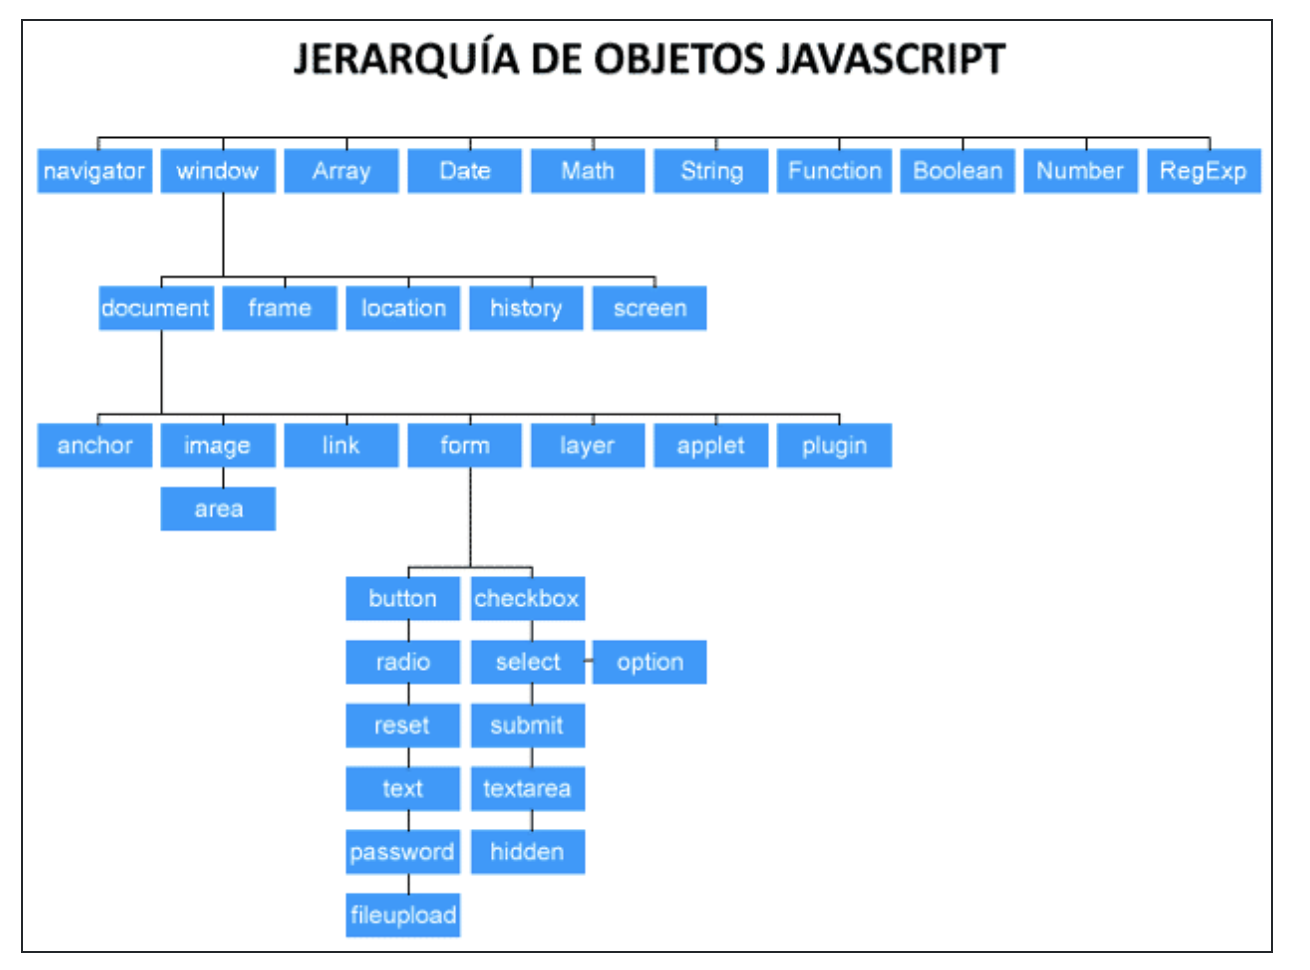 JERARQUÍA DE OBJETOS JAVASCRIPT
navigator window Array Date Math String Function Boolean Number RegExp
document frame location history screen
anchor image link form layer applet plugin
area
button checkbox
radio select option
reset submit
text textarea
password hidden
fileupload